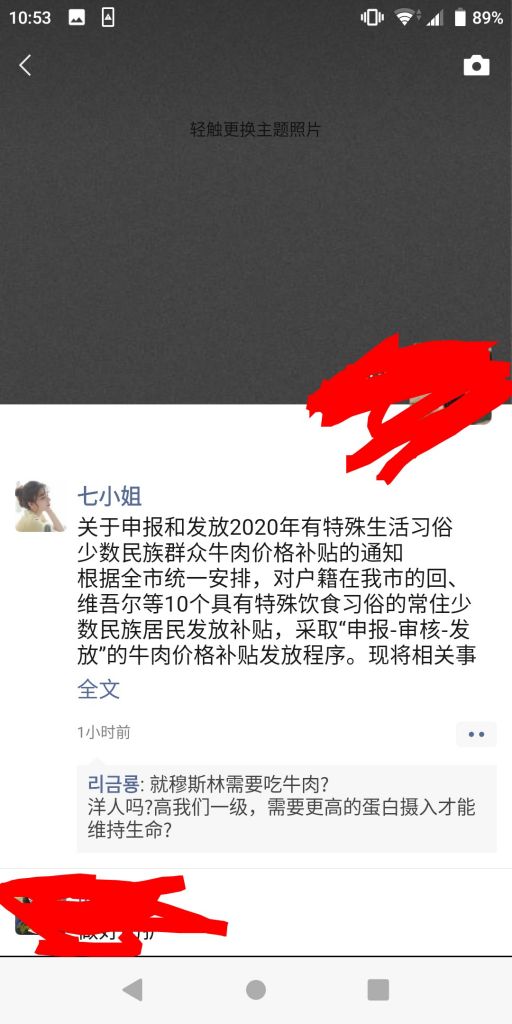 10:53
89%
轻触更换主题照片
七小姐
关于申报和发放2020年有特殊生活习俗
少数民族群众牛肉价格补贴的通知
根据全市统一安排，对户籍在我市的回、
维吾尔等10个具有特殊饮食习俗的常住少
数民族居民发放补贴，采取“申报-审核-发
放”的牛肉价格补贴发放程序。现将相关事
全文
1小时前
리금룡: 就穆斯林需要吃牛肉?
洋人吗?高我们一级，需要更高的蛋白摄入才能
维持生命?